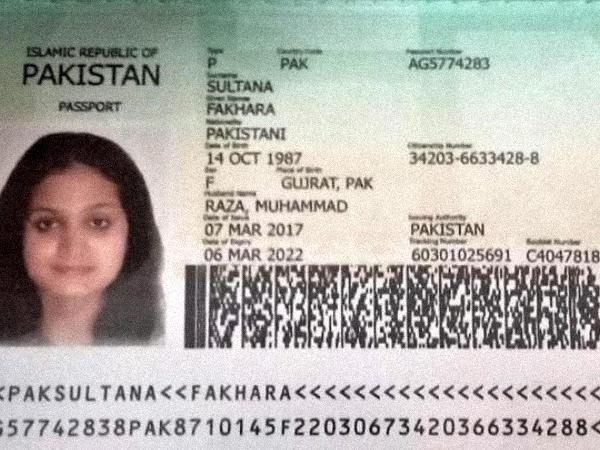 ISLAMIC REPUBLIC OF
PAKISTAN
PASSPORT
Type Country Code Passport Number
P PAK AG5774283
Surname
SULTANA
Given Names
FAKHARA
Nationality
PAKISTANI
Date of Birth Citizenship Number
14 OCT 1987 34203-6633428-8
Sex Place of Birth
F GUJRAT, PAK
Husband Name
RAZA, MUHAMMAD
Date of Issue Issuing Authority
07 MAR 2017 PAKISTAN
Date of Expiry Tracking Number Booklet Number
06 MAR 2022 60301025691 C4047818
<PAKSULTANA<<FAKHARA<<<<<<<<<<<<<<<<<<<<<
G57742838PAK8710145F22030673420366334288<